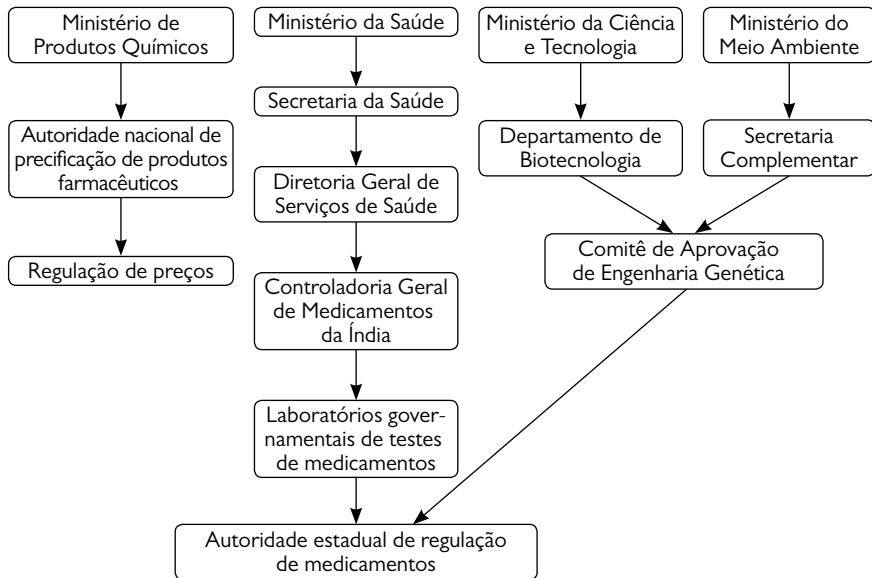 Ministério de
Produtos Químicos
Autoridade nacional de
precificação de produtos
farmacêuticos
Regulação de preços
Ministério da Saúde
Secretaria da Saúde
Diretoria Geral de
Serviços de Saúde
Controladoria Geral
de Medicamentos
da Índia
Laboratórios gover-
namentais de testes
de medicamentos
Ministério da Ciência
e Tecnologia
Departamento de
Biotecnologia
Ministério do
Meio Ambiente
Secretaria
Complementar
Comitê de Aprovação
de Engenharia Genética
Autoridade estadual de regulação
de medicamentos